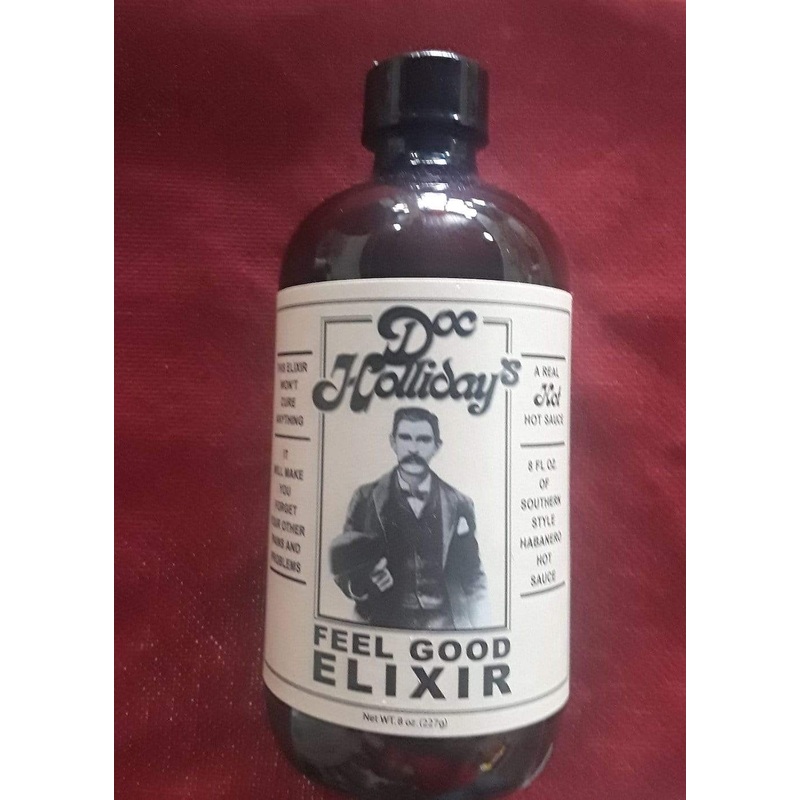 Doc
Holliday's
THIS ELIXIR
WON'T
CURE
ANYTHING
IT
WILL MAKE
YOU
FORGET
YOUR OTHER
PAINS AND
PROBLEMS
A REAL
Hot
HOT SAUCE
8 FL OZ.
OF
SOUTHERN
STYLE
HABANERO
HOT
SAUCE
FEEL GOOD
ELIXIR
Net WT. 8 oz. (227g)